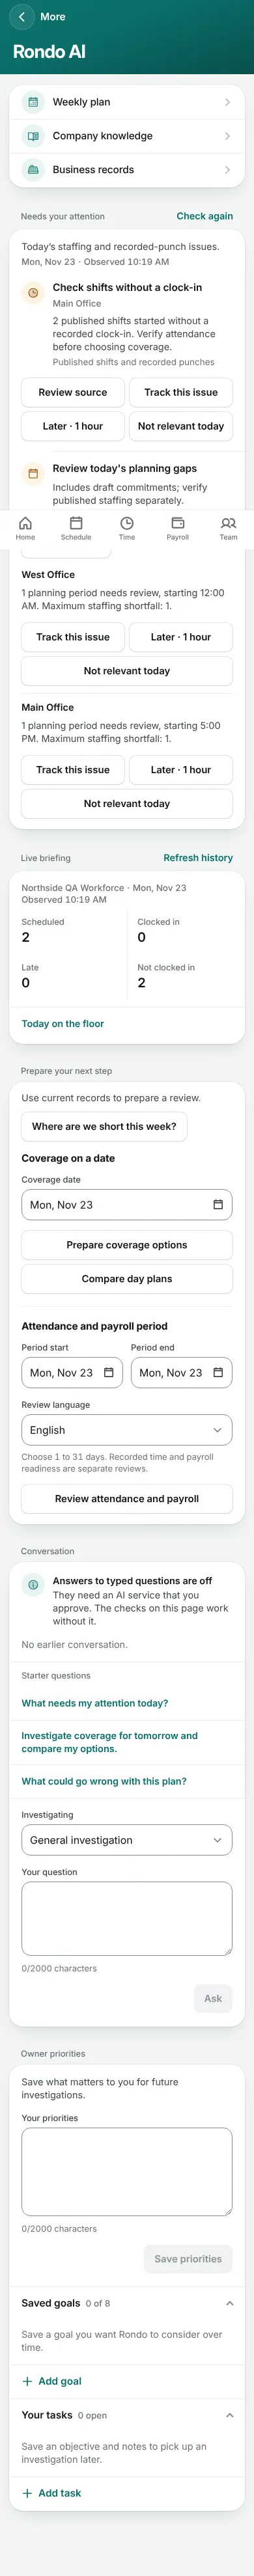 More
Rondo AI
Weekly plan
Company knowledge
Business records
Needs your attention
Check again
Today's staffing and recorded-punch issues.
Mon, Nov 23 · Observed 10:19 AM
Check shifts without a clock-in
Main Office
2 published shifts started without a
recorded clock-in. Verify attendance
before choosing coverage.
Published shifts and recorded punches
Review source
Track this issue
Later · 1 hour
Not relevant today
Review today's planning gaps
Includes draft commitments; verify
published staffing separately.
Home
Schedule
Time
Payroll
Team
West Office
1 planning period needs review, starting 12:00
AM. Maximum staffing shortfall: 1.
Track this issue
Later · 1 hour
Not relevant today
Main Office
1 planning period needs review, starting 5:00
PM. Maximum staffing shortfall: 1.
Track this issue
Later · 1 hour
Not relevant today
Live briefing
Refresh history
Northside QA Workforce · Mon, Nov 23
Observed 10:19 AM
Scheduled
2
Clocked in
0
Late
0
Not clocked in
2
Today on the floor
Prepare your next step
Use current records to prepare a review.
Where are we short this week?
Coverage on a date
Coverage date
Mon, Nov 23
Prepare coverage options
Compare day plans
Attendance and payroll period
Period start
Period end
Mon, Nov 23
Mon, Nov 23
Review language
English
Choose 1 to 31 days. Recorded time and payroll
readiness are separate reviews.
Review attendance and payroll
Conversation
Answers to typed questions are off
They need an AI service that you
approve. The checks on this page work
without it.
No earlier conversation.
Starter questions
What needs my attention today?
Investigate coverage for tomorrow and
compare my options.
What could go wrong with this plan?
Investigating
General investigation
Your question
0/2000 characters
Ask
Owner priorities
Save what matters to you for future
investigations.
Your priorities
0/2000 characters
Save priorities
Saved goals 0 of 8
Save a goal you want Rondo to consider over
time.
Add goal
Your tasks 0 open
Save an objective and notes to pick up an
investigation later.
Add task